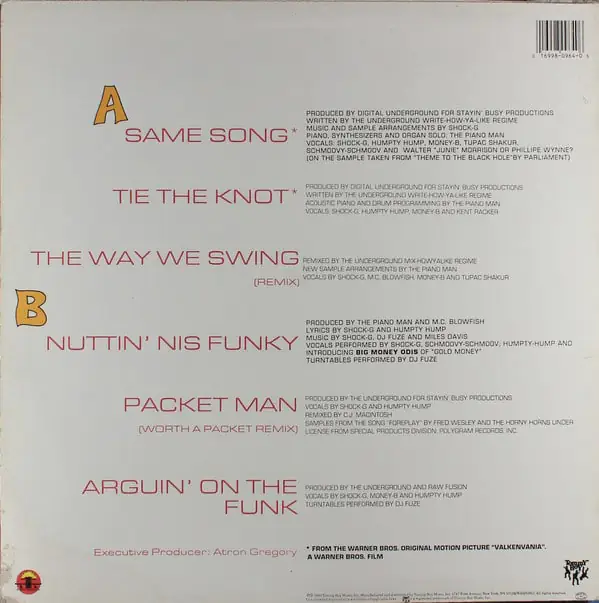 0 16998-0964-0 5
A
SAME SONG*
PRODUCED BY DIGITAL UNDERGROUND FOR STAYIN' BUSY PRODUCTIONS
WRITTEN BY THE UNDERGROUND WRITE-HOW-YA-LIKE REGIME
MUSIC AND SAMPLE ARRANGEMENTS BY SHOCK-G
PIANO, SYNTHESIZERS AND ORGAN SOLO: THE PIANO MAN
VOCALS: SHOCK-G, HUMPTY HUMP, MONEY-B, TUPAC SHAKUR,
SCHMOOVY-SCHMOOV AND WALTER "JUNIE" MORRISON OR PHILLIPE WYNNE?
(ON THE SAMPLE TAKEN FROM "THEME TO THE BLACK HOLE" BY PARLIAMENT)
TIE THE KNOT*
PRODUCED BY DIGITAL UNDERGROUND FOR STAYIN' BUSY PRODUCTIONS
WRITTEN BY THE UNDERGROUND WRITE-HOW-YA-LIKE REGIME
ACOUSTIC PIANO AND DRUM PROGRAMMING BY THE PIANO MAN
VOCALS: SHOCK-G, HUMPTY HUMP, MONEY-B AND KENT RACKER
THE WAY WE SWING
(REMIX)
REMIXED BY THE UNDERGROUND MIX-HOWYALIKE REGIME
NEW SAMPLE ARRANGEMENTS BY THE PIANO MAN
VOCALS BY SHOCK-G, M.C. BLOWFISH, MONEY-B AND TUPAC SHAKUR
B
NUTTIN' NIS FUNKY
PRODUCED BY THE PIANO MAN AND M.C. BLOWFISH
LYRICS BY SHOCK-G AND HUMPTY HUMP
MUSIC BY SHOCK-G, DJ FUZE AND MILES DAVIS
VOCALS PERFORMED BY SHOCK-G, SCHMOOVY-SCHMOOV, HUMPTY-HUMP AND
INTRODUCING BIG MONEY ODIS OF "GOLD MONEY"
TURNTABLES PERFORMED BY DJ FUZE
PACKET MAN
(WORTH A PACKET REMIX)
PRODUCED BY THE UNDERGROUND FOR STAYIN' BUSY PRODUCTIONS
VOCALS BY SHOCK-G AND HUMPTY HUMP
REMIXED BY C.J. MACINTOSH
SAMPLES FROM THE SONG "FOREPLAY" BY FRED WESLEY AND THE HORNY HORNS UNDER
LICENSE FROM SPECIAL PRODUCTS DIVISION, POLYGRAM RECORDS, INC.
ARGUIN' ON THE
FUNK
PRODUCED BY THE UNDERGROUND AND RAW FUSION
VOCALS BY SHOCK-G, MONEY-B AND HUMPTY HUMP
TURNTABLES PERFORMED BY DJ FUZE
Executive Producer: Atron Gregory
* FROM THE WARNER BROS. ORIGINAL MOTION PICTURE "VALKENVANIA".
A WARNER BROS. FILM
TOMMY BOY